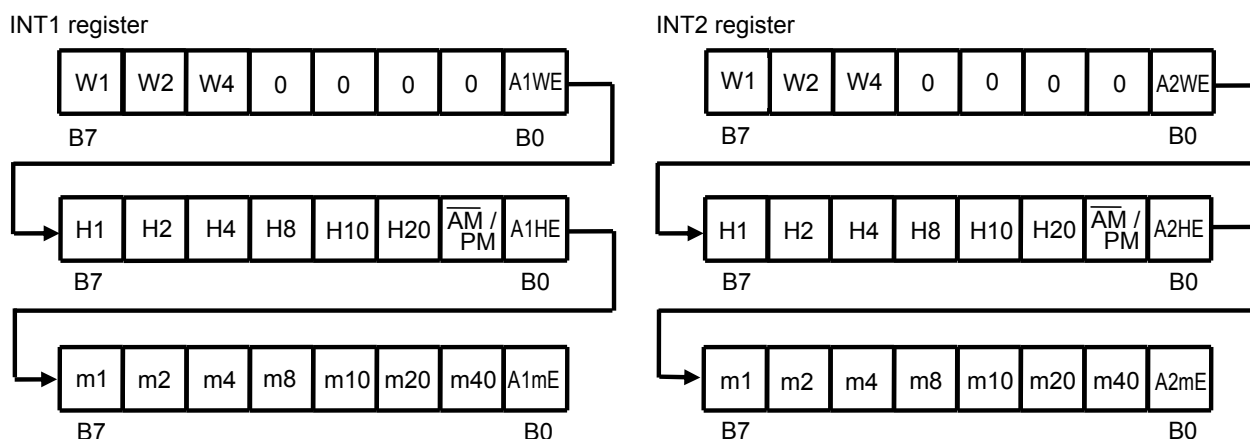 INT1 register
W1 W2 W4 0 0 0 0 A1WE
B7 B0
H1 H2 H4 H8 H10 H20 AM / PM A1HE
B7 B0
m1 m2 m4 m8 m10 m20 m40 A1mE
B7 B0
INT2 register
W1 W2 W4 0 0 0 0 A2WE
B7 B0
H1 H2 H4 H8 H10 H20 AM / PM A2HE
B7 B0
m1 m2 m4 m8 m10 m20 m40 A2mE
B7 B0